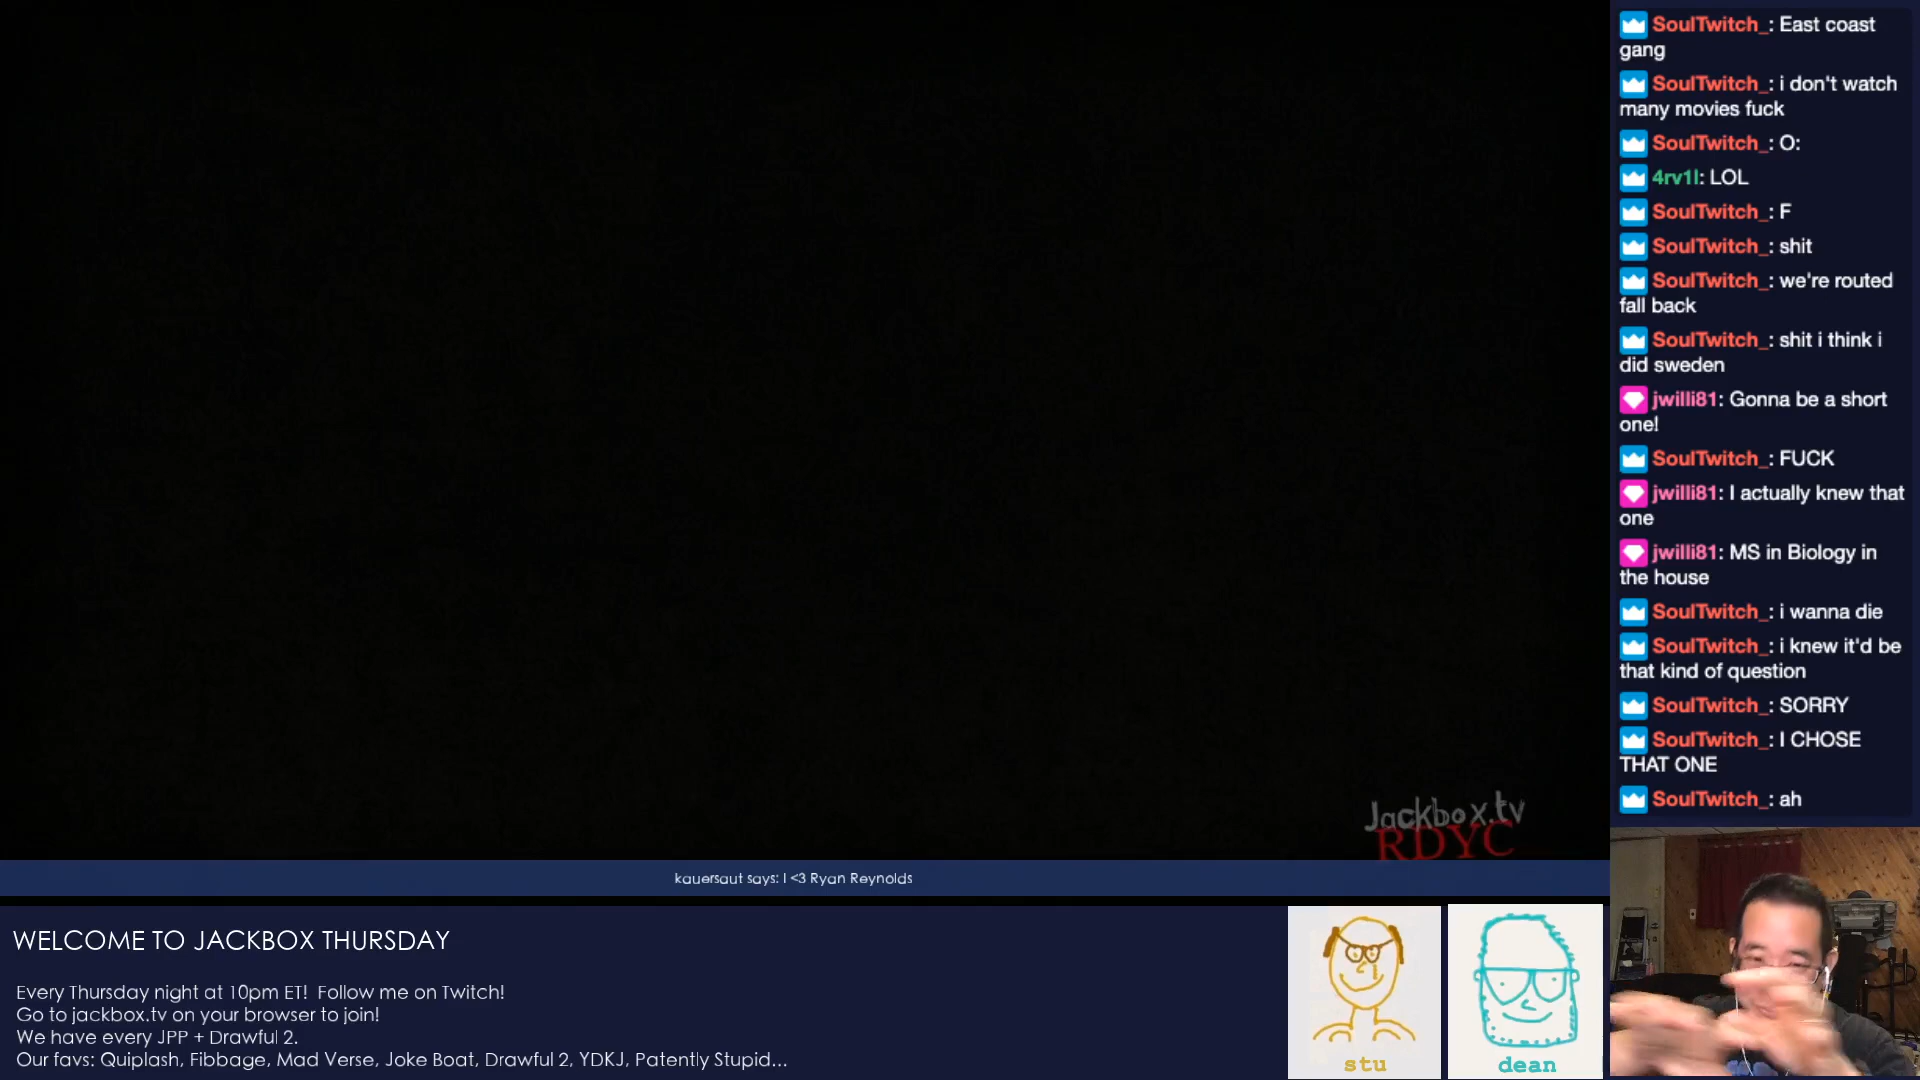 SoulTwitch_: East coast
gang
SoulTwitch_: i don't watch
many movies fuck
SoulTwitch_: O:
4rv1l: LOL
SoulTwitch_: F
SoulTwitch_: shit
SoulTwitch_: we're routed
fall back
SoulTwitch_: shit i think i
did sweden
jwilli81: Gonna be a short
one!
SoulTwitch_: FUCK
jwilli81: I actually knew that
one
jwilli81: MS in Biology in
the house
SoulTwitch_: i wanna die
SoulTwitch_: i knew it'd be
that kind of question
SoulTwitch_: SORRY
SoulTwitch_: I CHOSE
THAT ONE
SoulTwitch_: ah
Jackbox.tv
RDYC
kauersaut says: I <3 Ryan Reynolds
WELCOME TO JACKBOX THURSDAY
Every Thursday night at 10pm ET! Follow me on Twitch!
Go to jackbox.tv on your browser to join!
We have every JPP + Drawful 2.
Our favs: Quiplash, Fibbage, Mad Verse, Joke Boat, Drawful 2, YDKJ, Patently Stupid...
stu
dean